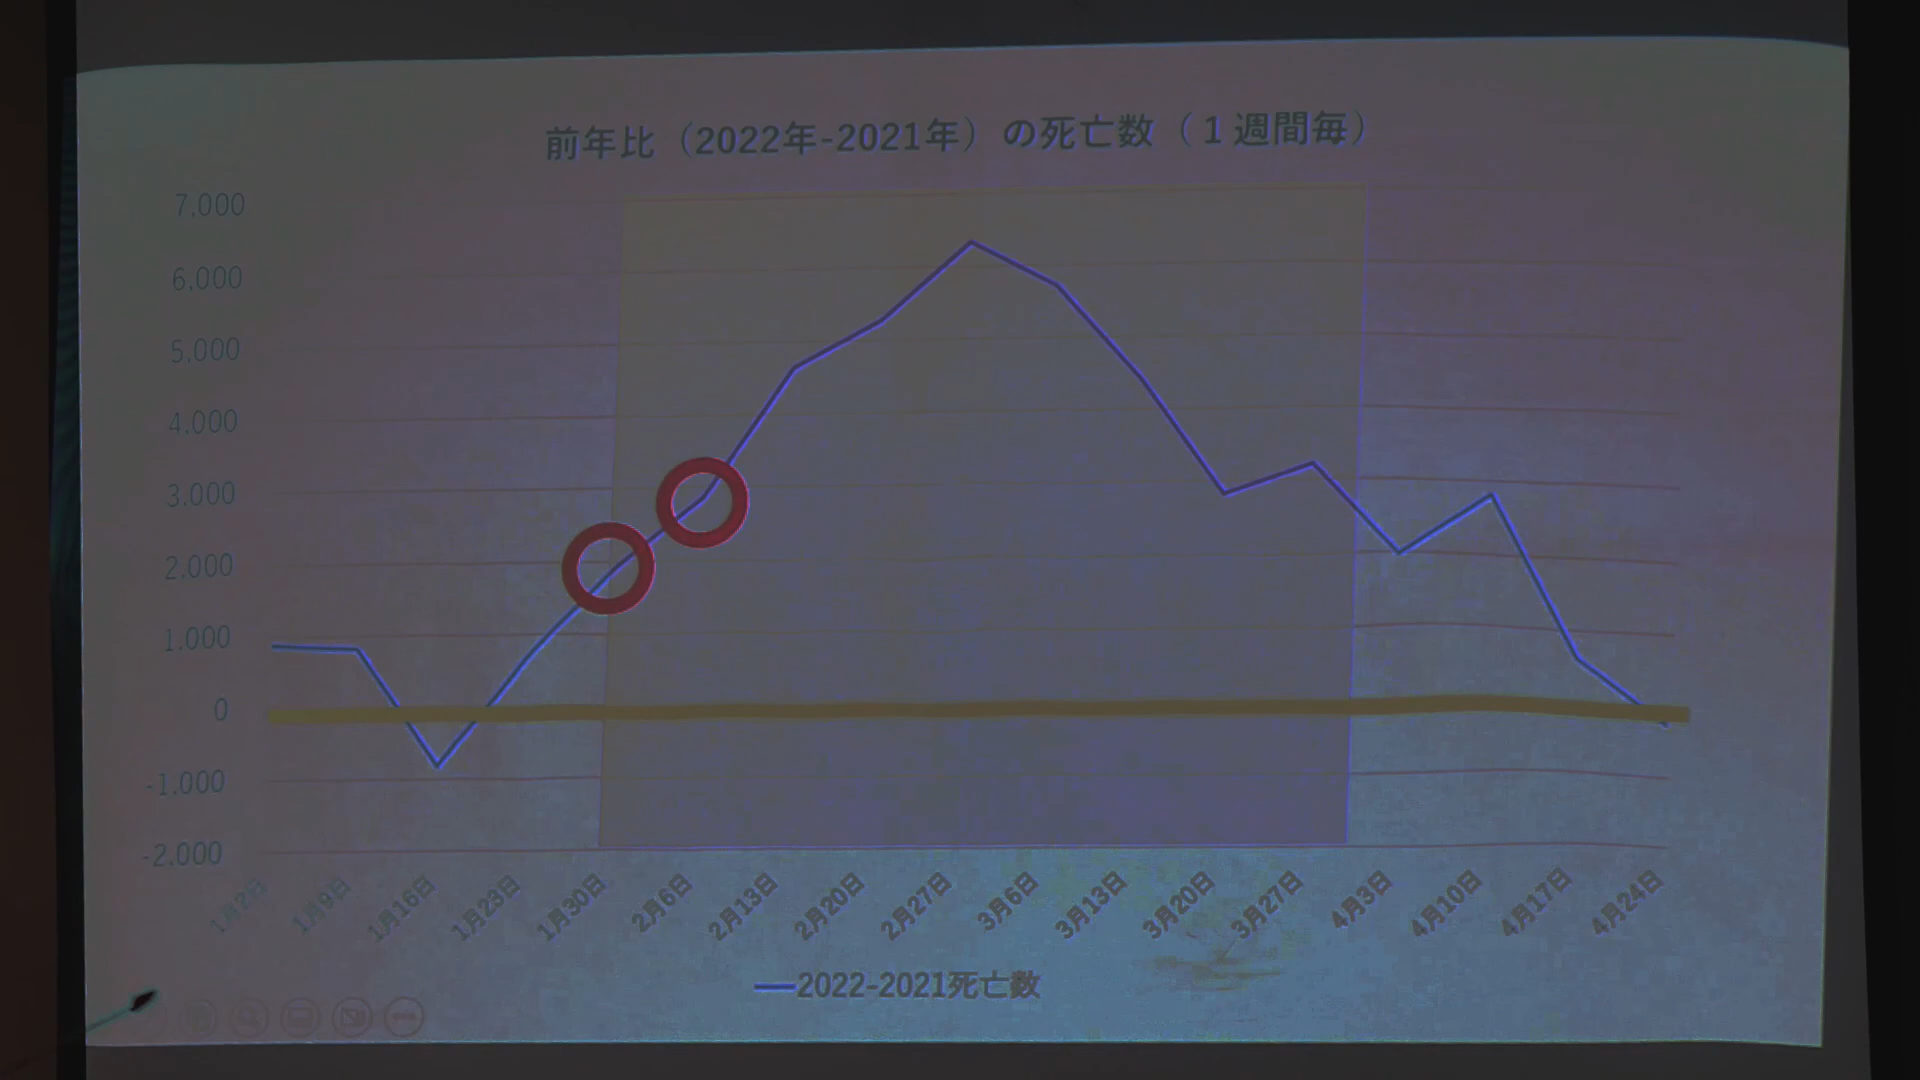 前年比（2022年-2021年）の死亡数（１週間毎）
7,000
6,000
5,000
4,000
3,000
2,000
1,000
0
-1,000
-2,000
1月2日
1月9日
1月16日
1月23日
1月30日
2月6日
2月13日
2月20日
2月27日
3月6日
3月13日
3月20日
3月27日
4月3日
4月10日
4月17日
4月24日
2022-2021死亡数